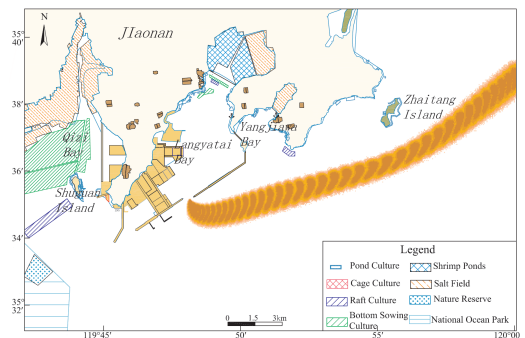 35°
40′
N
JIaonan
38′
Zhaitang
Island
Yangjiawa
Bay
Qizi
Bay
Langyatai
Bay
36′
Shuguan
Island
34′
35°
32′
Legend
Pond Culture
Shrimp Ponds
Cage Culture
Salt Field
Raft Culture
Nature Reserve
Bottom Sowing
Culture
National Ocean Park
0 1.5 3km
119°45′
50′
55′
120°00′